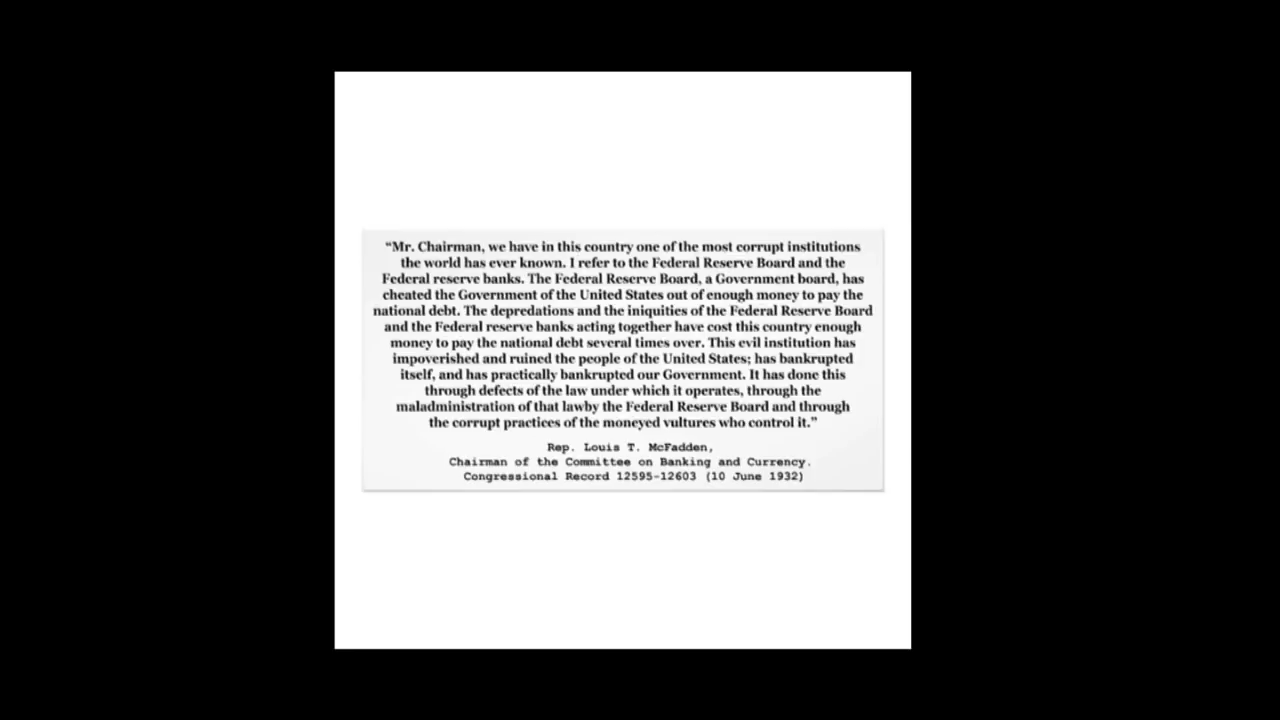 “Mr. Chairman, we have in this country one of the most corrupt institutions
the world has ever known. I refer to the Federal Reserve Board and the
Federal reserve banks. The Federal Reserve Board, a Government board, has
cheated the Government of the United States out of enough money to pay the
national debt. The depredations and the iniquities of the Federal Reserve Board
and the Federal reserve banks acting together have cost this country enough
money to pay the national debt several times over. This evil institution has
impoverished and ruined the people of the United States; has bankrupted
itself, and has practically bankrupted our Government. It has done this
through defects of the law under which it operates, through the
maladministration of that lawby the Federal Reserve Board and through
the corrupt practices of the moneyed vultures who control it.”
Rep. Louis T. McFadden,
Chairman of the Committee on Banking and Currency.
Congressional Record 12595-12603 (10 June 1932)